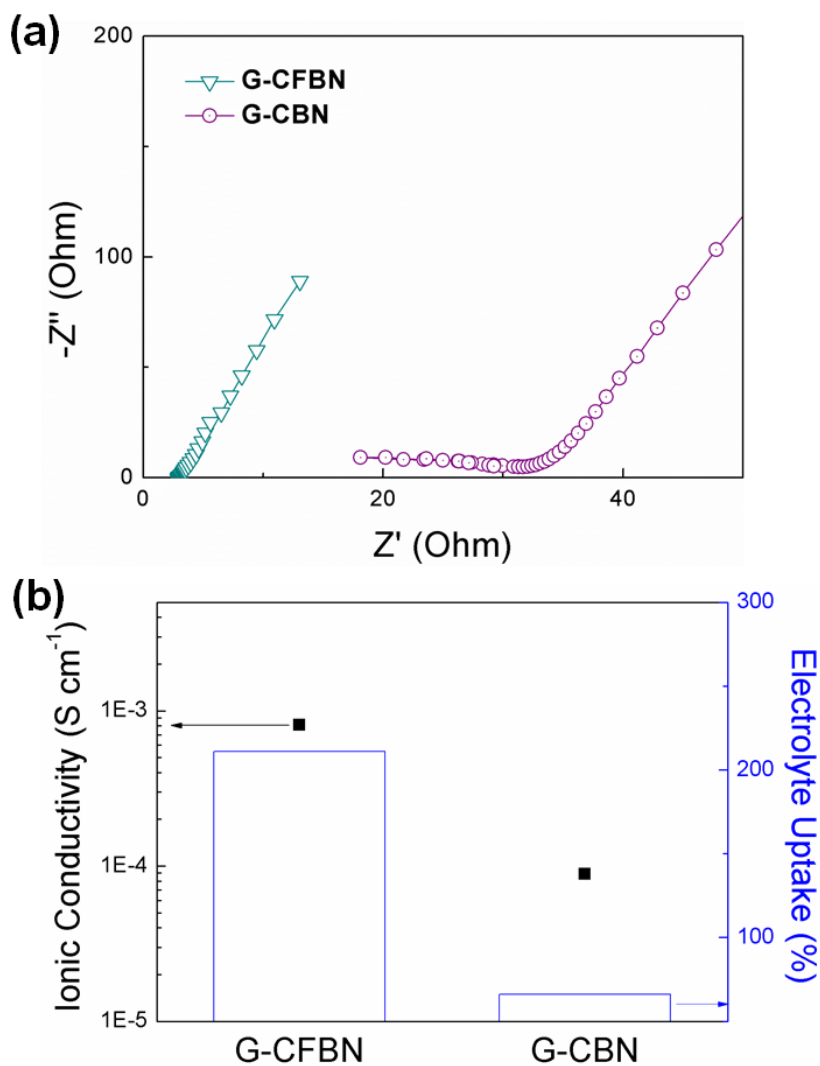 (a)
200
G-CFBN
G-CBN
100
-Z" (Ohm)
0
0 20 40
Z' (Ohm)
(b)
300
Ionic Conductivity (S cm-1)
1E-3
200
Electrolyte Uptake (%)
1E-4
100
1E-5
G-CFBN G-CBN